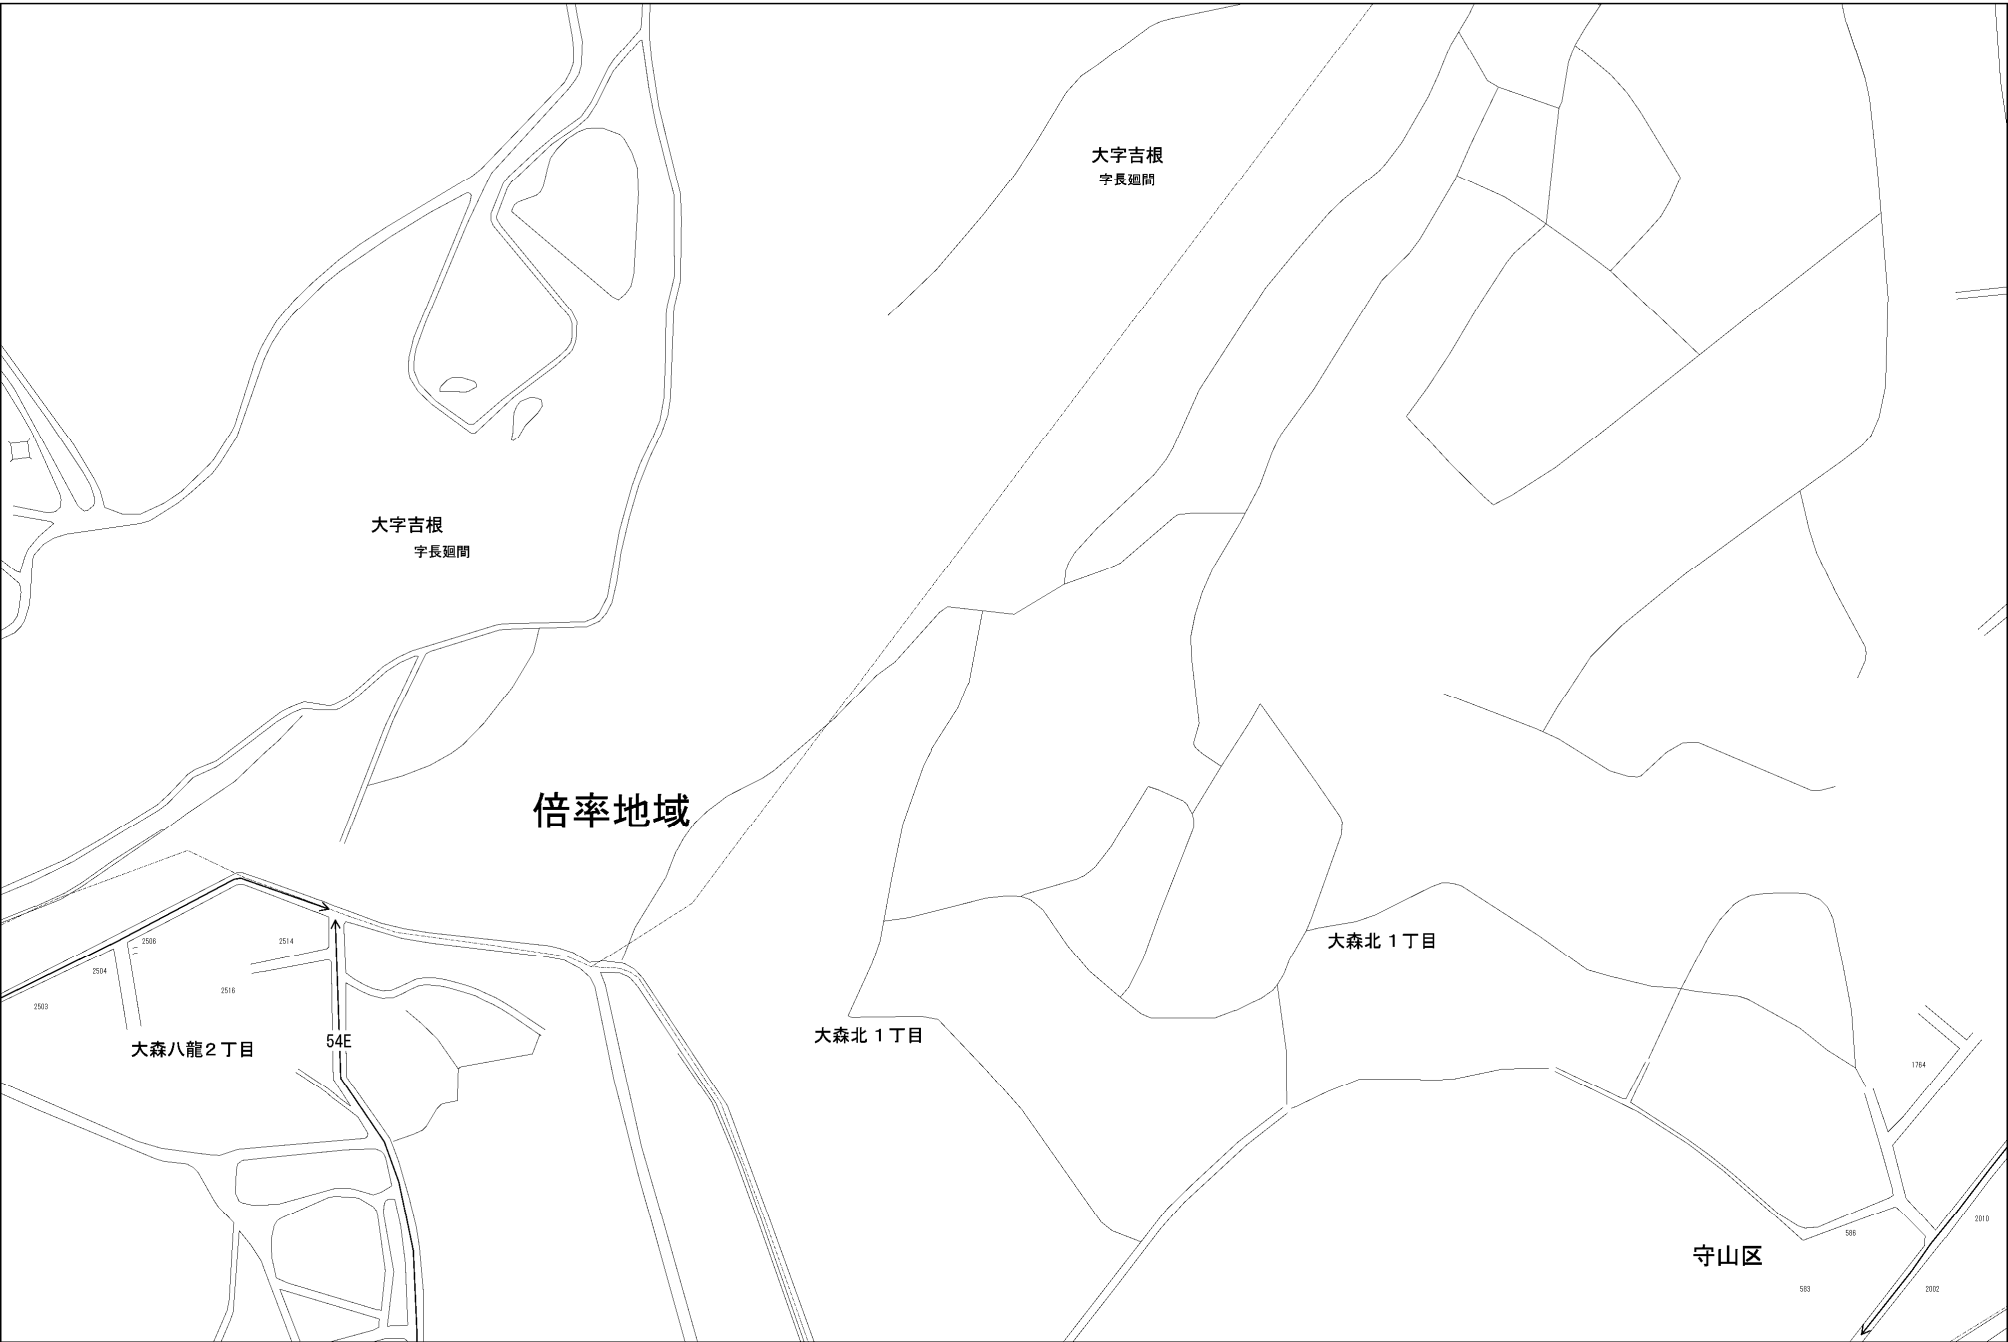 大字吉根
字長廻間
大字吉根
字長廻間
倍率地域
2506
2514
大森北１丁目
2504
2516
2503
大森北１丁目
54E
大森八龍２丁目
1764
2010
586
守山区
583
2002